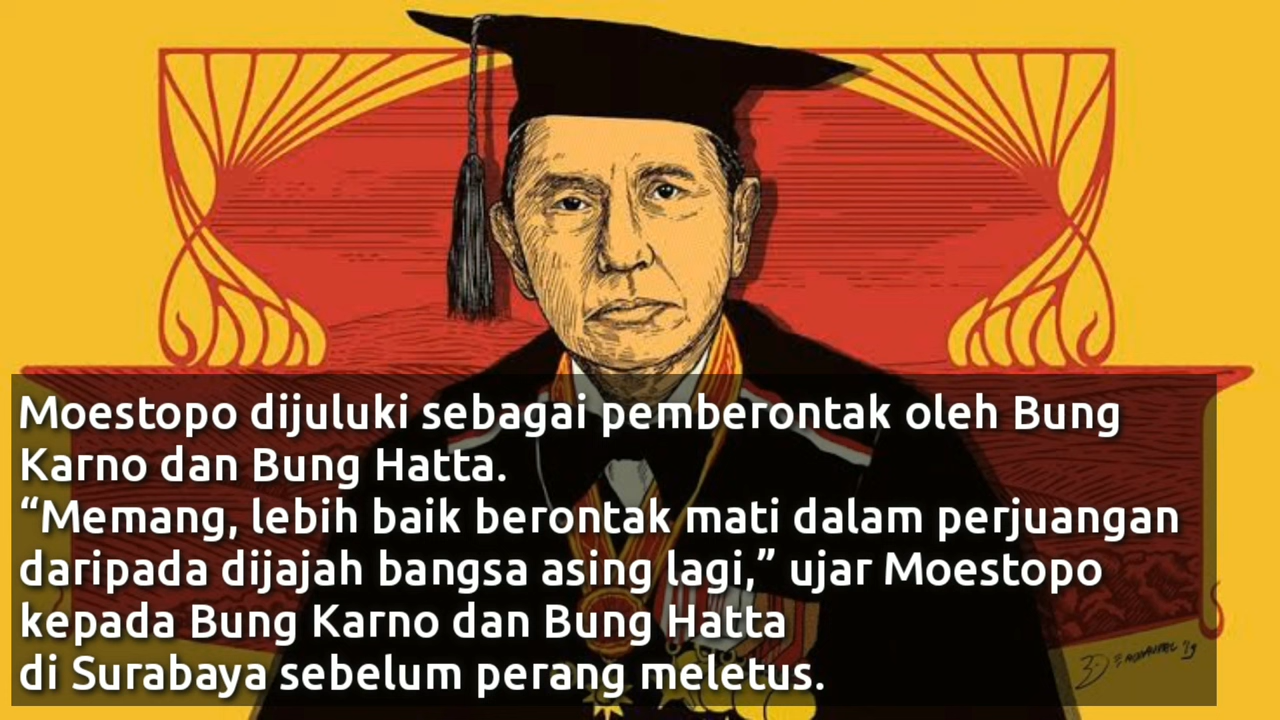 Moestopo dijuluki sebagai pemberontak oleh Bung
Karno dan Bung Hatta.
“Memang, lebih baik berontak mati dalam perjuangan
daripada dijajah bangsa asing lagi,” ujar Moestopo
kepada Bung Karno dan Bung Hatta
di Surabaya sebelum perang meletus.